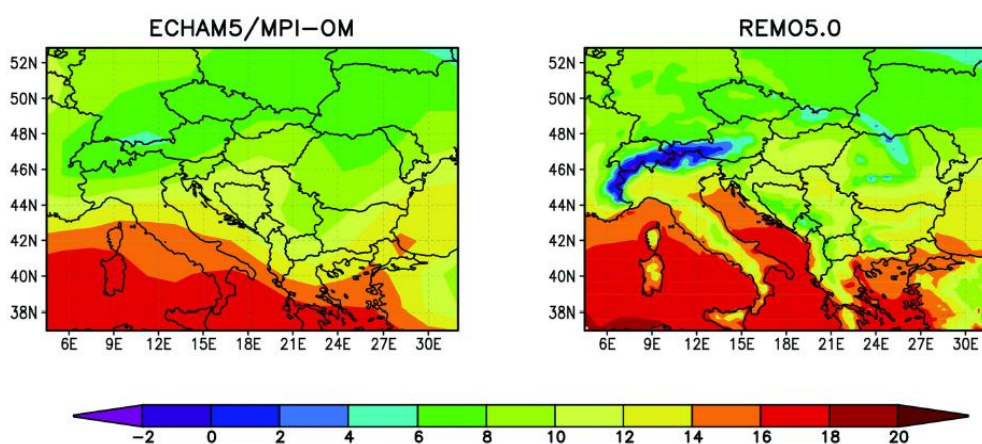 ECHAM5/MPI-OM
REMO5.0
52N
50N
48N
46N
44N
42N
40N
38N
6E 9E 12E 15E 18E 21E 24E 27E 30E
52N
50N
48N
46N
44N
42N
40N
38N
6E 9E 12E 15E 18E 21E 24E 27E 30E
-2 0 2 4 6 8 10 12 14 16 18 20